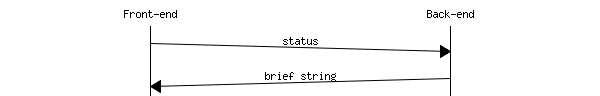 Front-end Back-end
status
brief string